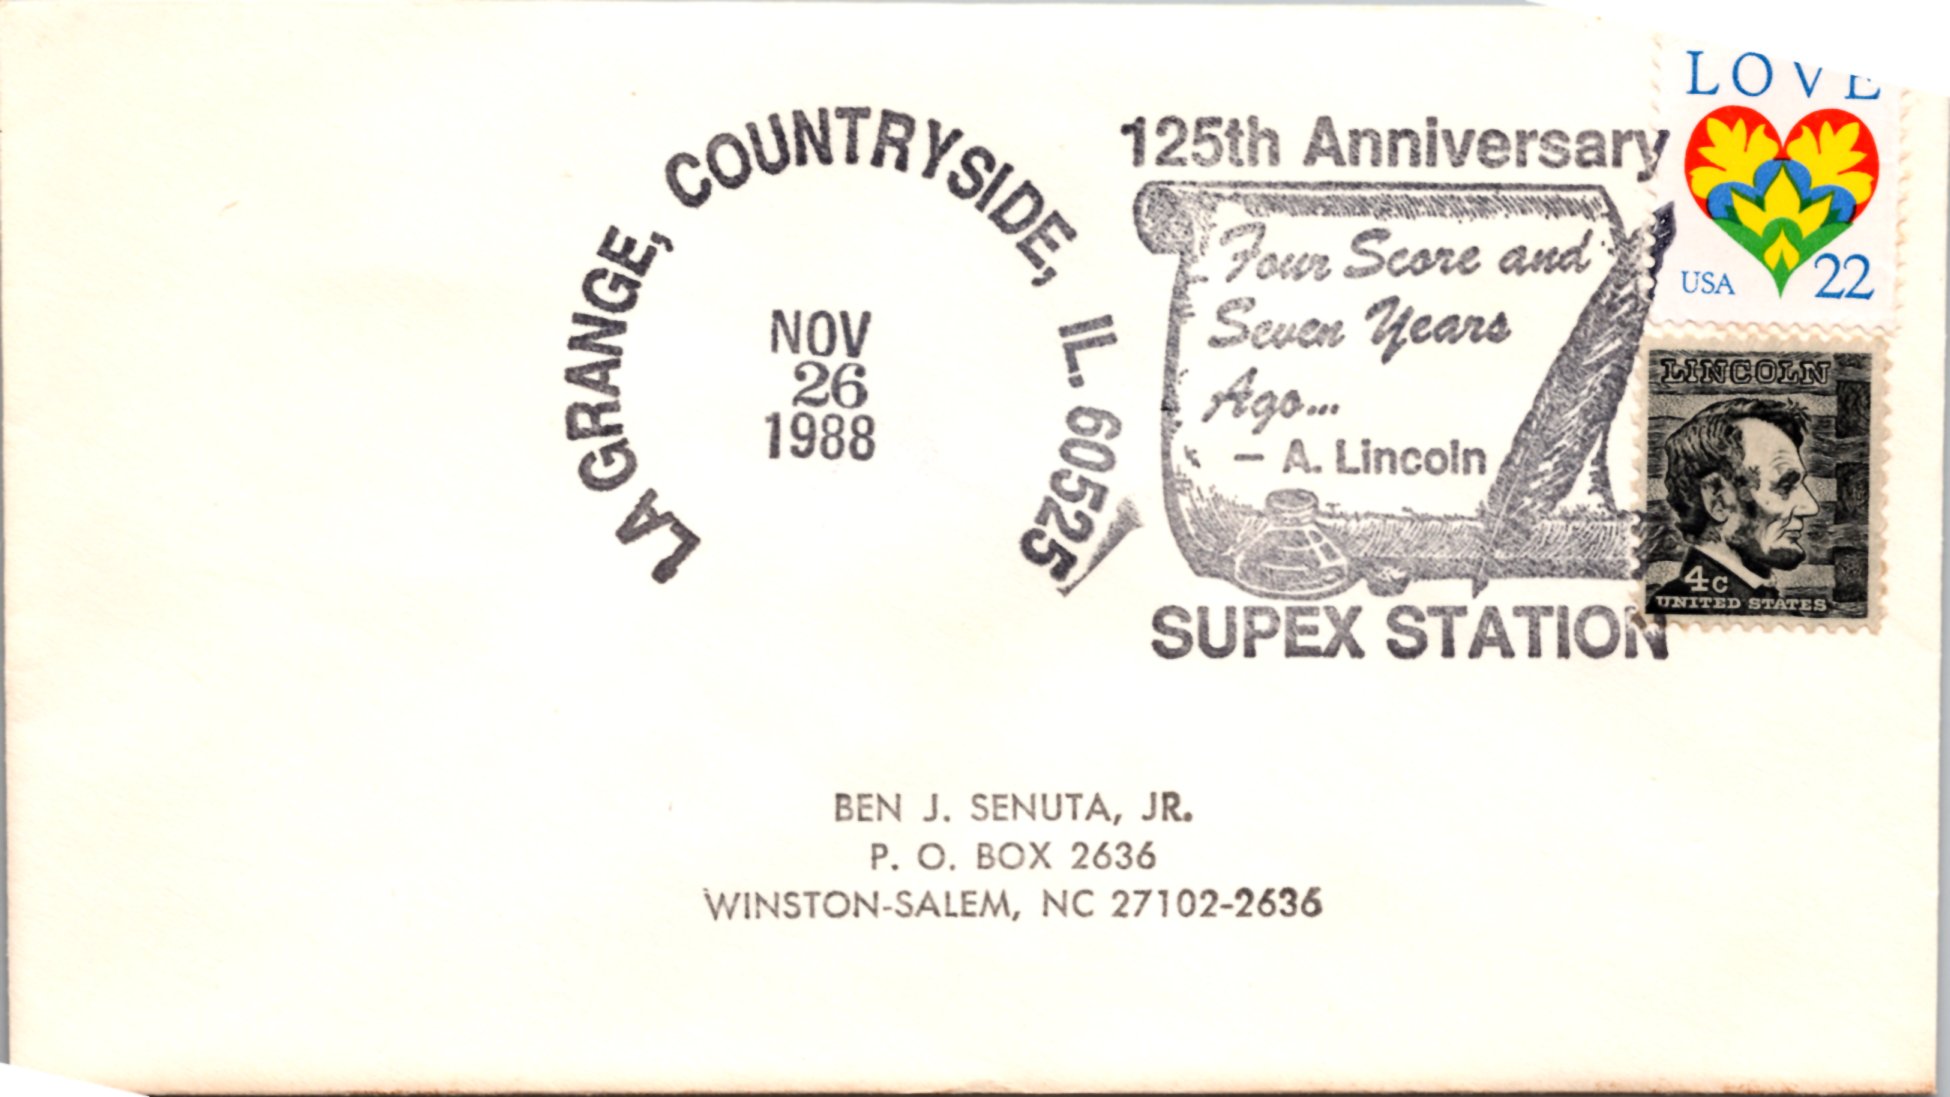 LA GRANGE, COUNTRYSIDE, IL. 60525
NOV
26
1988
125th Anniversary
Four Score and
Seven Years
Ago...
– A. Lincoln
SUPEX STATION
LOVE
USA 22
LINCOLN
4c
UNITED STATES
BEN J. SENUTA, JR.
P. O. BOX 2636
WINSTON-SALEM, NC 27102-2636